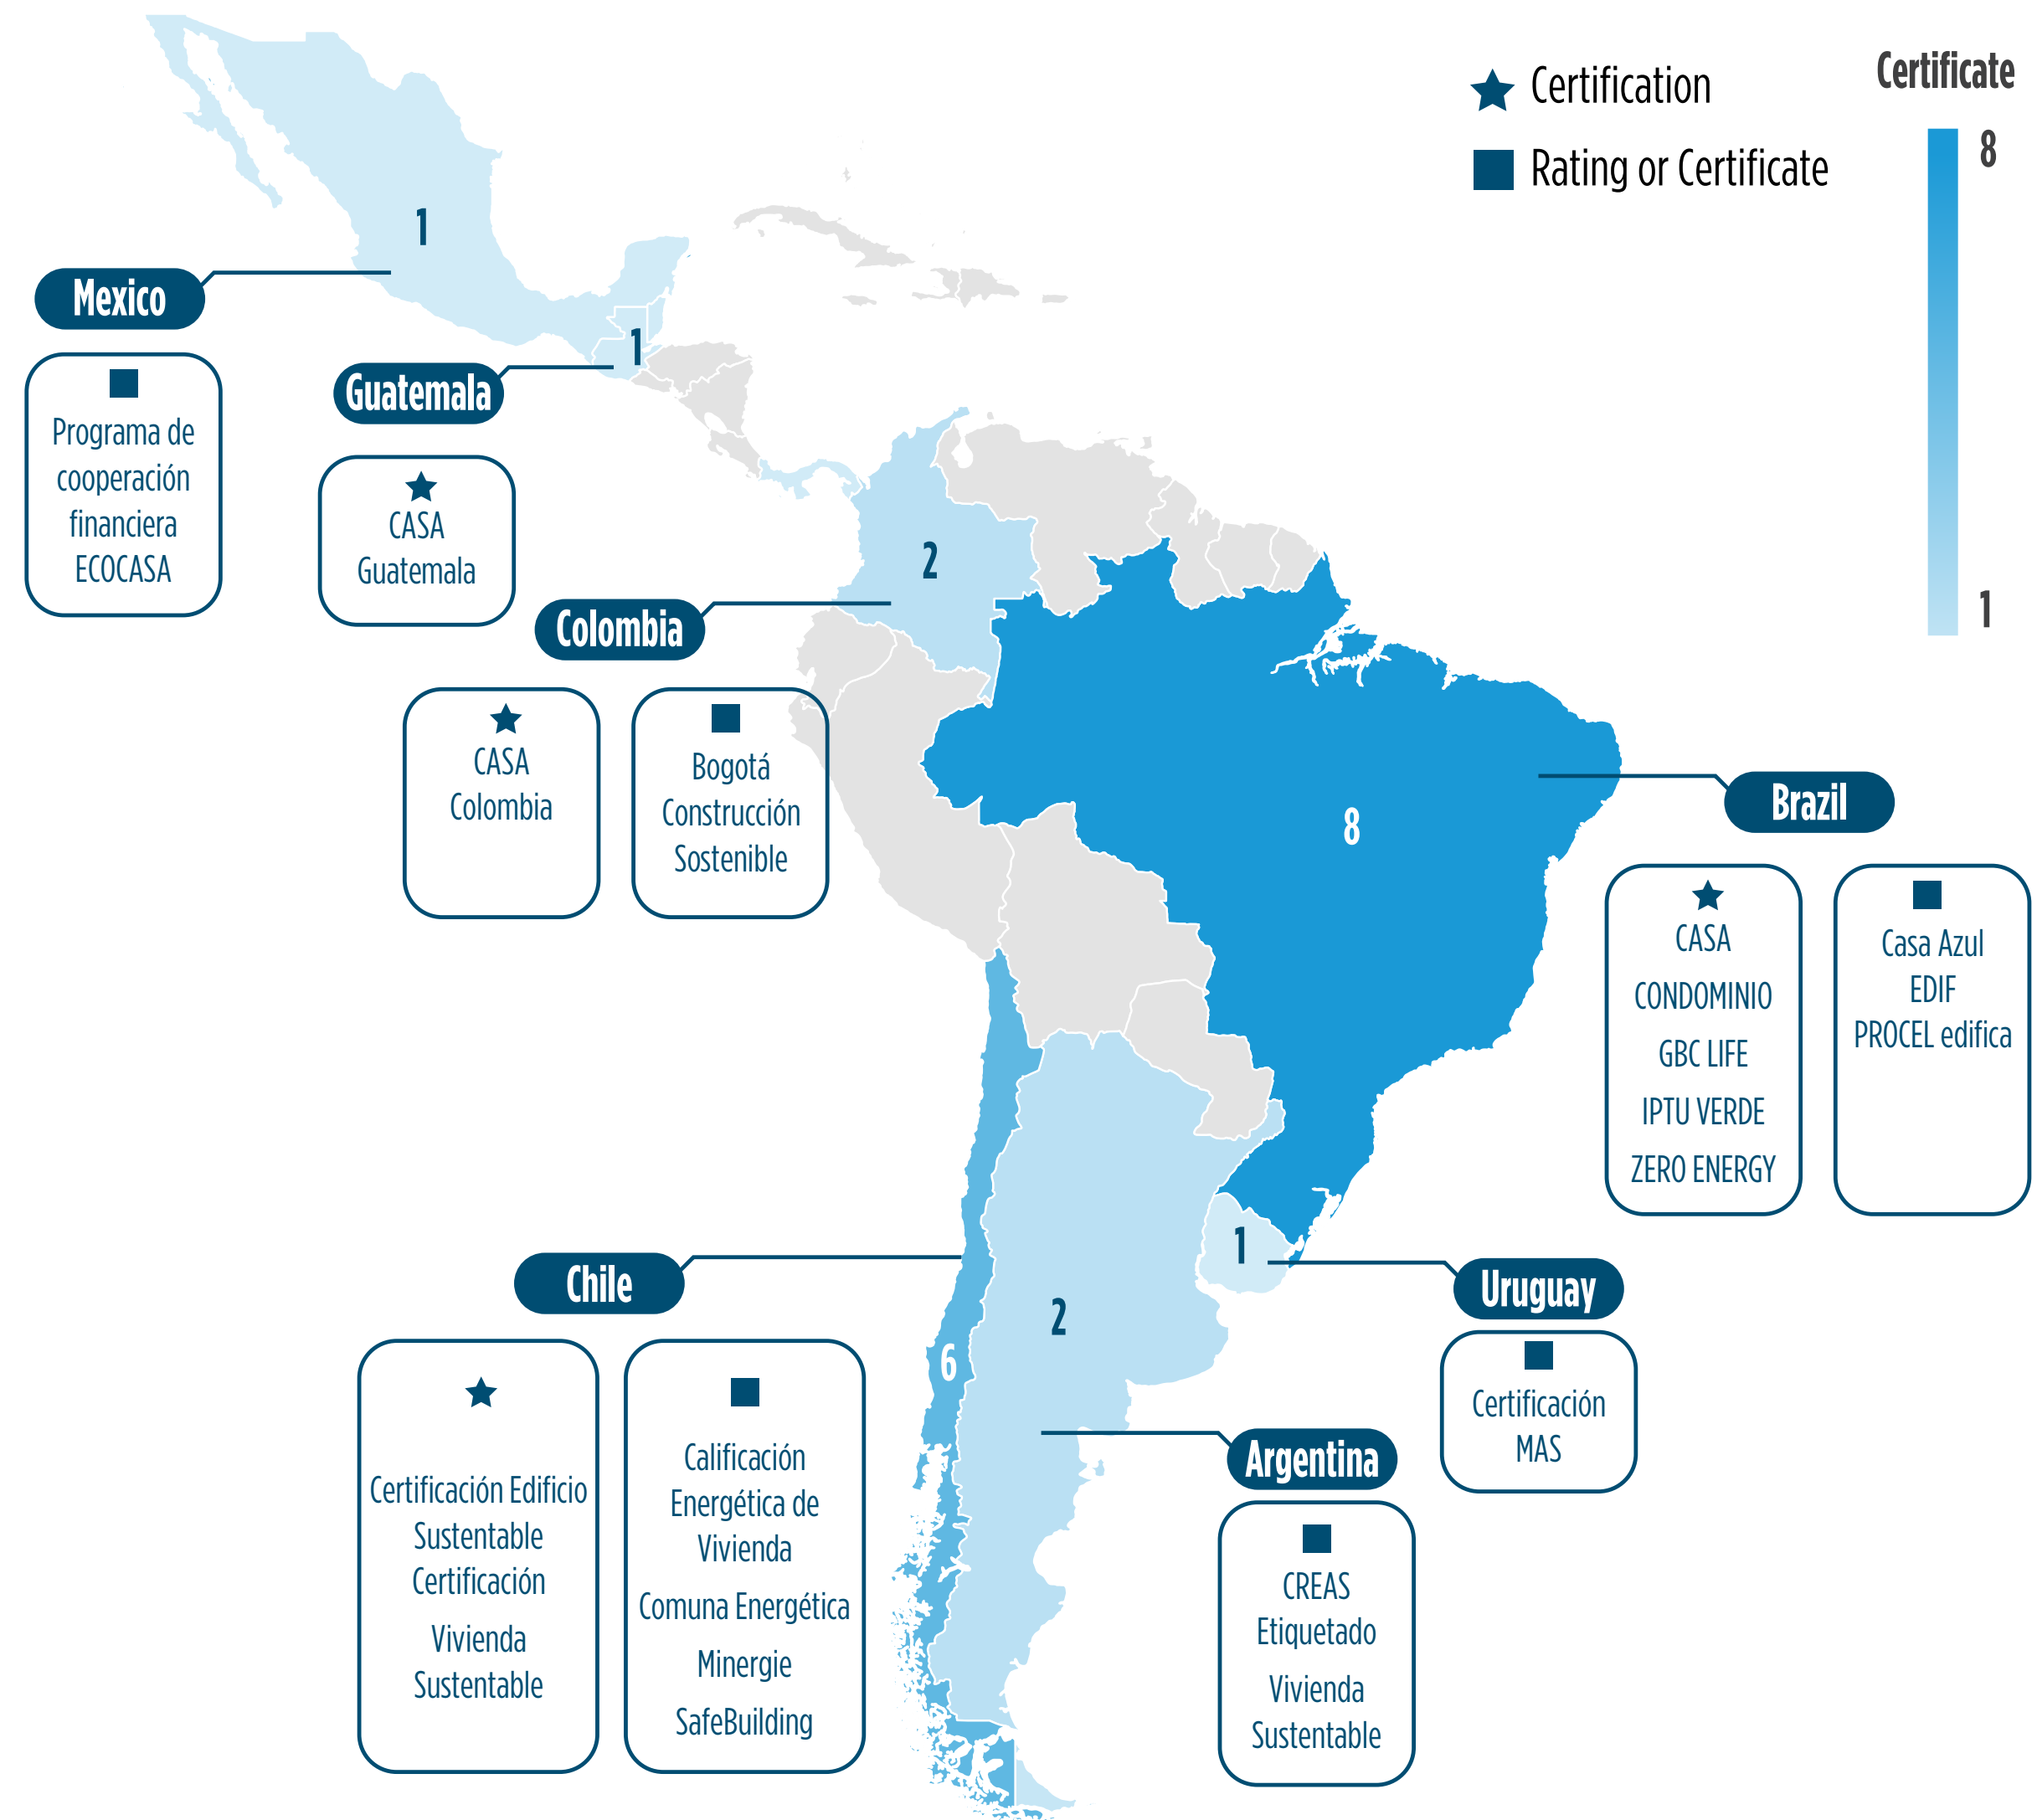 Certification
Rating or Certificate
Certificate
8
1
1
Mexico
Programa de
cooperación
financiera
ECOCASA
1
Guatemala
CASA
Guatemala
2
Colombia
CASA
Colombia
Bogotá
Construcción
Sostenible
8
Brazil
CASA
CONDOMINIO
GBC LIFE
IPTU VERDE
ZERO ENERGY
Casa Azul
EDIF
PROCEL edifica
Chile
6
Certificación Edificio
Sustentable
Certificación
Vivienda
Sustentable
Calificación
Energética de
Vivienda
Comuna Energética
Minergie
SafeBuilding
1
Uruguay
Certificación
MAS
2
Argentina
CREAS
Etiquetado
Vivienda
Sustentable